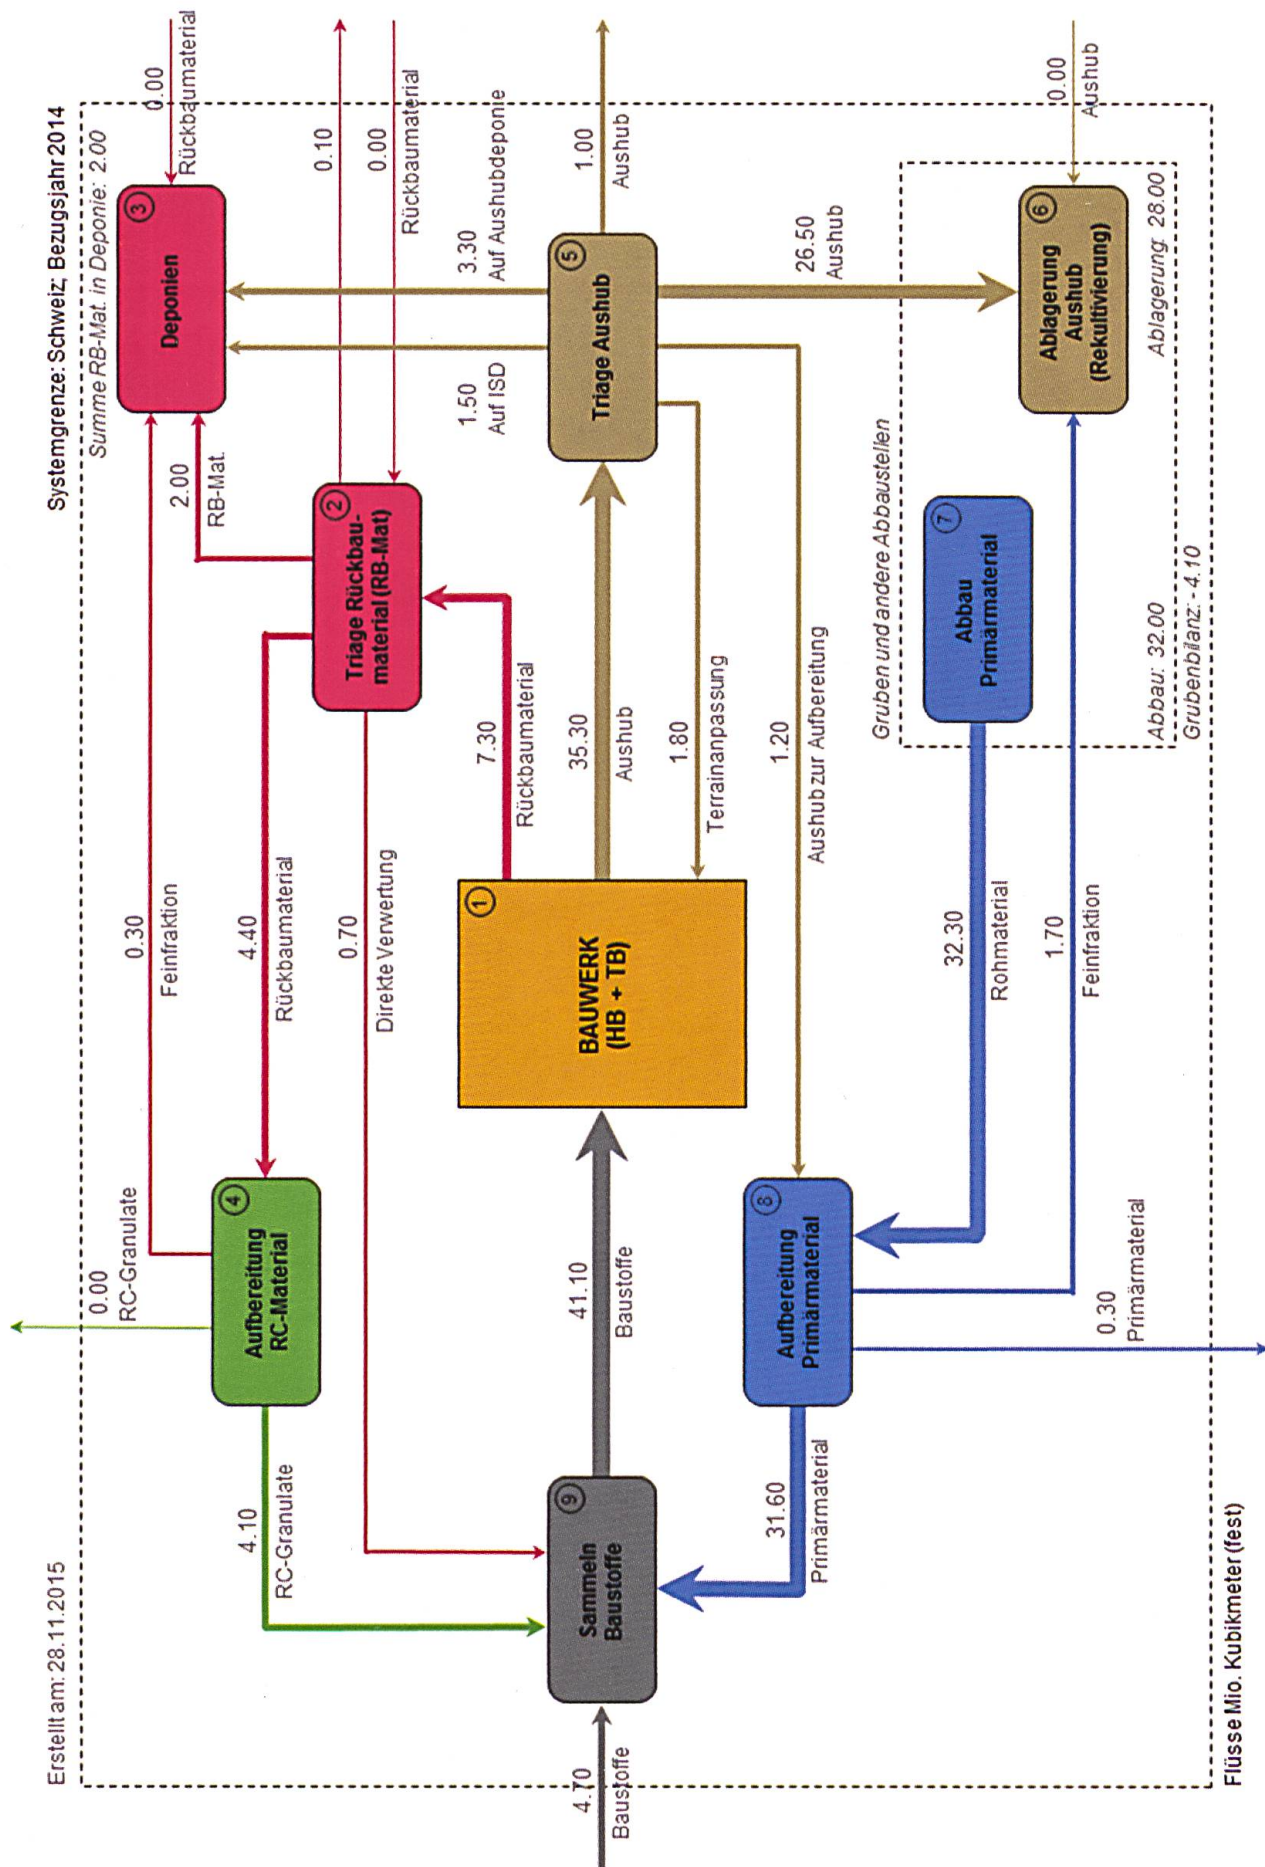 Erstellt am: 28.11.2015
Systemgrenze: Schweiz; Bezugsjahr 2014
Summe RB-Mat. in Deponie: 2.00
0.00
RC-Granulate
0.30
Feinfraktion
3
Deponien
0.00
Rückbaumaterial
4
Aufbereitung
RC-Material
4.40
Rückbaumaterial
2.00
RB-Mat.
2
Triage Rückbau-
material (RB-Mat)
0.10
0.00
Rückbaumaterial
4.10
RC-Granulate
0.70
Direkte Verwertung
7.30
Rückbaumaterial
1.50
Auf ISD
3.30
Auf Aushubdeponie
4.70
Baustoffe
9
Sammeln
Baustoffe
41.10
Baustoffe
1
BAUWERK
(HB + TB)
35.30
Aushub
5
Triage Aushub
1.00
Aushub
1.80
Terrainanpassung
31.60
Primärmaterial
8
Aufbereitung
Primärmaterial
1.20
Aushub zur Aufbereitung
26.50
Aushub
Gruben und andere Abbaustellen
32.30
Rohmaterial
7
Abbau
Primärmaterial
6
Ablagerung
Aushub
(Rekultivierung)
0.00
Aushub
1.70
Feinfraktion
0.30
Primärmaterial
Abbau: 32.00
Ablagerung: 28.00
Grubenbilanz: - 4.10
Flüsse Mio. Kubikmeter (fest)